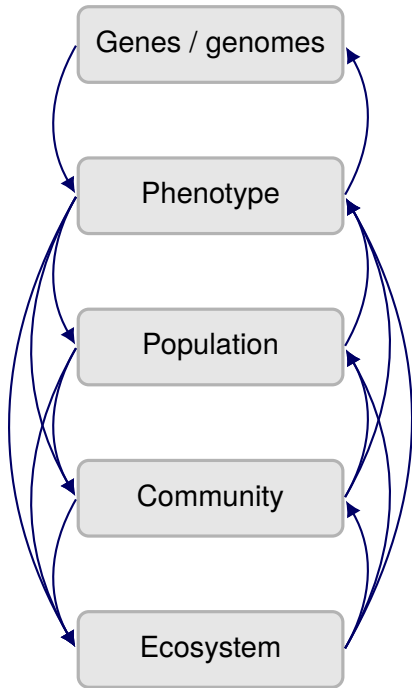 Genes / genomes
Phenotype
Population
Community
Ecosystem